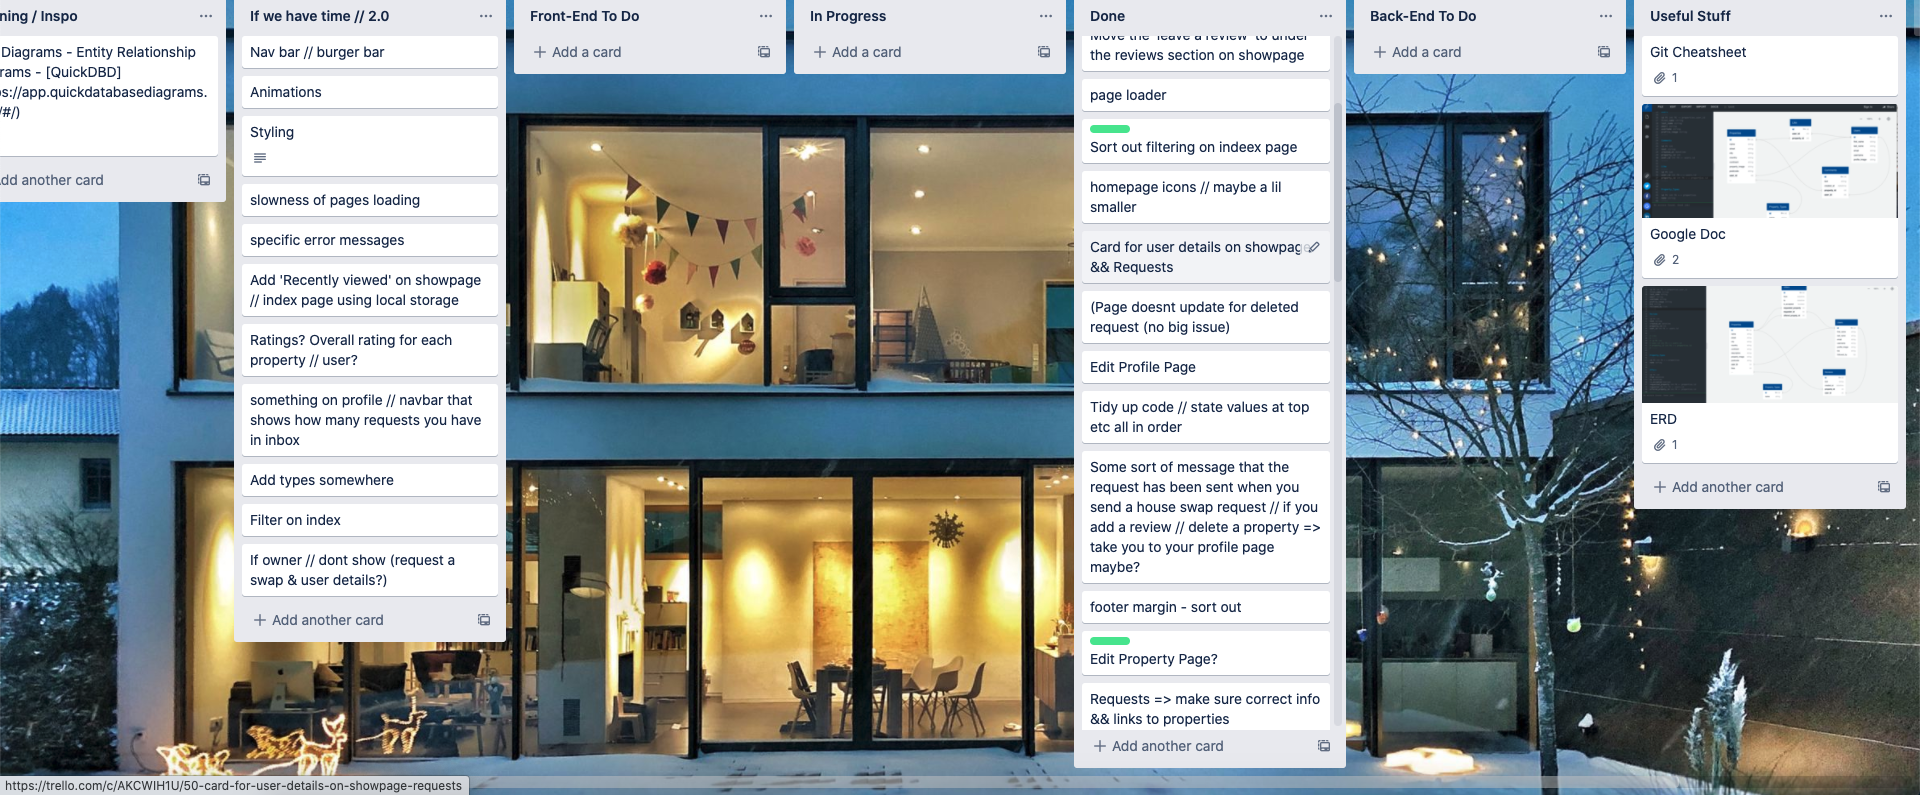 ning / Inspo
Diagrams - Entity Relationship
rams - [QuickDBD]
os://app.quickdatabasediagrams.
/#/)
dd another card
If we have time // 2.0
Nav bar // burger bar
Animations
Styling
slowness of pages loading
specific error messages
Add 'Recently viewed' on showpage
// index page using local storage
Ratings? Overall rating for each
property // user?
something on profile // navbar that
shows how many requests you have
in inbox
Add types somewhere
Filter on index
If owner // dont show (request a
swap & user details?)
Add another card
Front-End To Do
Add a card
In Progress
Add a card
Done
Move the 'leave a review' to under
the reviews section on showpage
page loader
Sort out filtering on indeex page
homepage icons // maybe a lil
smaller
Card for user details on showpage
&& Requests
(Page doesnt update for deleted
request (no big issue)
Edit Profile Page
Tidy up code // state values at top
etc all in order
Some sort of message that the
request has been sent when you
send a house swap request // if you
add a review // delete a property =>
take you to your profile page
maybe?
footer margin - sort out
Edit Property Page?
Requests => make sure correct info
&& links to properties
Add another card
Back-End To Do
Add a card
Useful Stuff
Git Cheatsheet
1
Google Doc
2
ERD
1
Add another card
https://trello.com/c/AKCWIH1U/50-card-for-user-details-on-showpage-requests